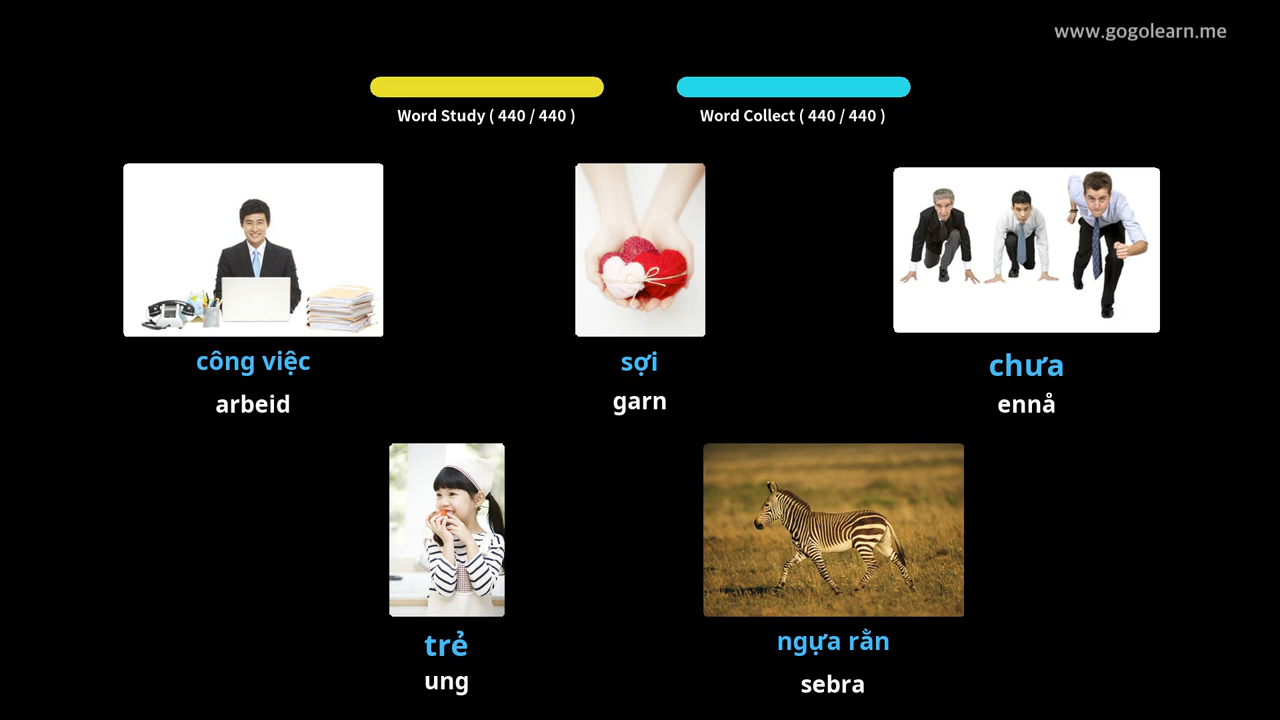 www.gogolearn.me
Word Study ( 440 / 440 )
Word Collect ( 440 / 440 )
công việc
arbeid
sợi
garn
chưa
ennå
trẻ
ung
ngựa rằn
sebra